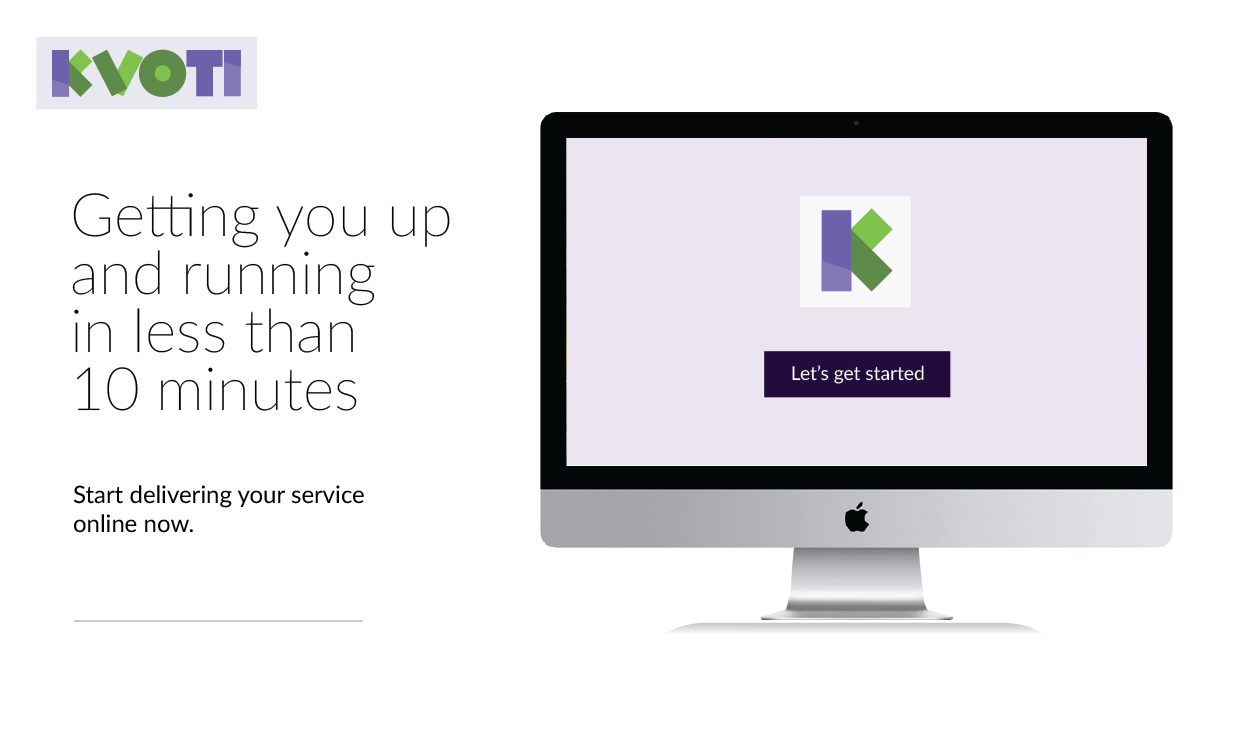 KVOTI
Getting you up
and running
in less than
10 minutes
Start delivering your service
online now.
K
Let's get started